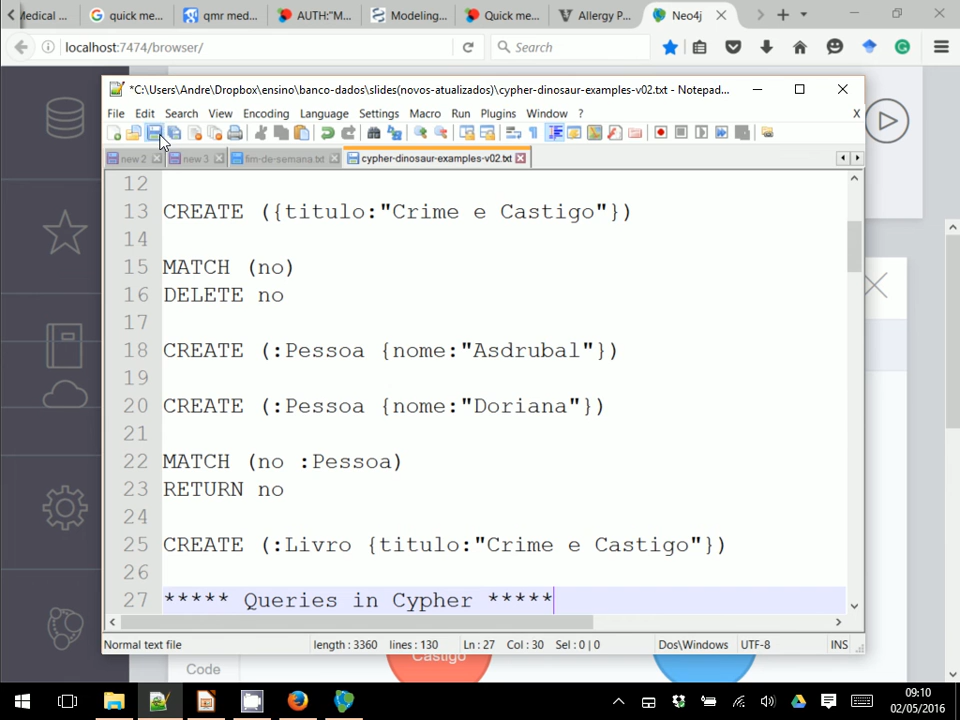 Medical ...
quick me...
qmr med...
AUTH:"M...
Modeling...
Quick me...
Allergy P...
Neo4j
localhost:7474/browser/
Search
*C:\Users\Andre\Dropbox\ensino\banco-dados\slides(novos-atualizados)\cypher-dinosaur-examples-v02.txt - Notepad...
File Edit Search View Encoding Language Settings Macro Run Plugins Window ? X
new 2
new 3
fim-de-semana.txt
cypher-dinosaur-examples-v02.txt
12
13 CREATE ({titulo:"Crime e Castigo"})
14
15 MATCH (no)
16 DELETE no
17
18 CREATE (:Pessoa {nome:"Asdrubal"})
19
20 CREATE (:Pessoa {nome:"Doriana"})
21
22 MATCH (no :Pessoa)
23 RETURN no
24
25 CREATE (:Livro {titulo:"Crime e Castigo"})
26
27 ***** Queries in Cypher *****
Normal text file length : 3360 lines : 130 Ln : 27 Col : 30 Sel : 0 | 0 Dos\Windows UTF-8 INS
Castigo
Code
09:10
02/05/2016